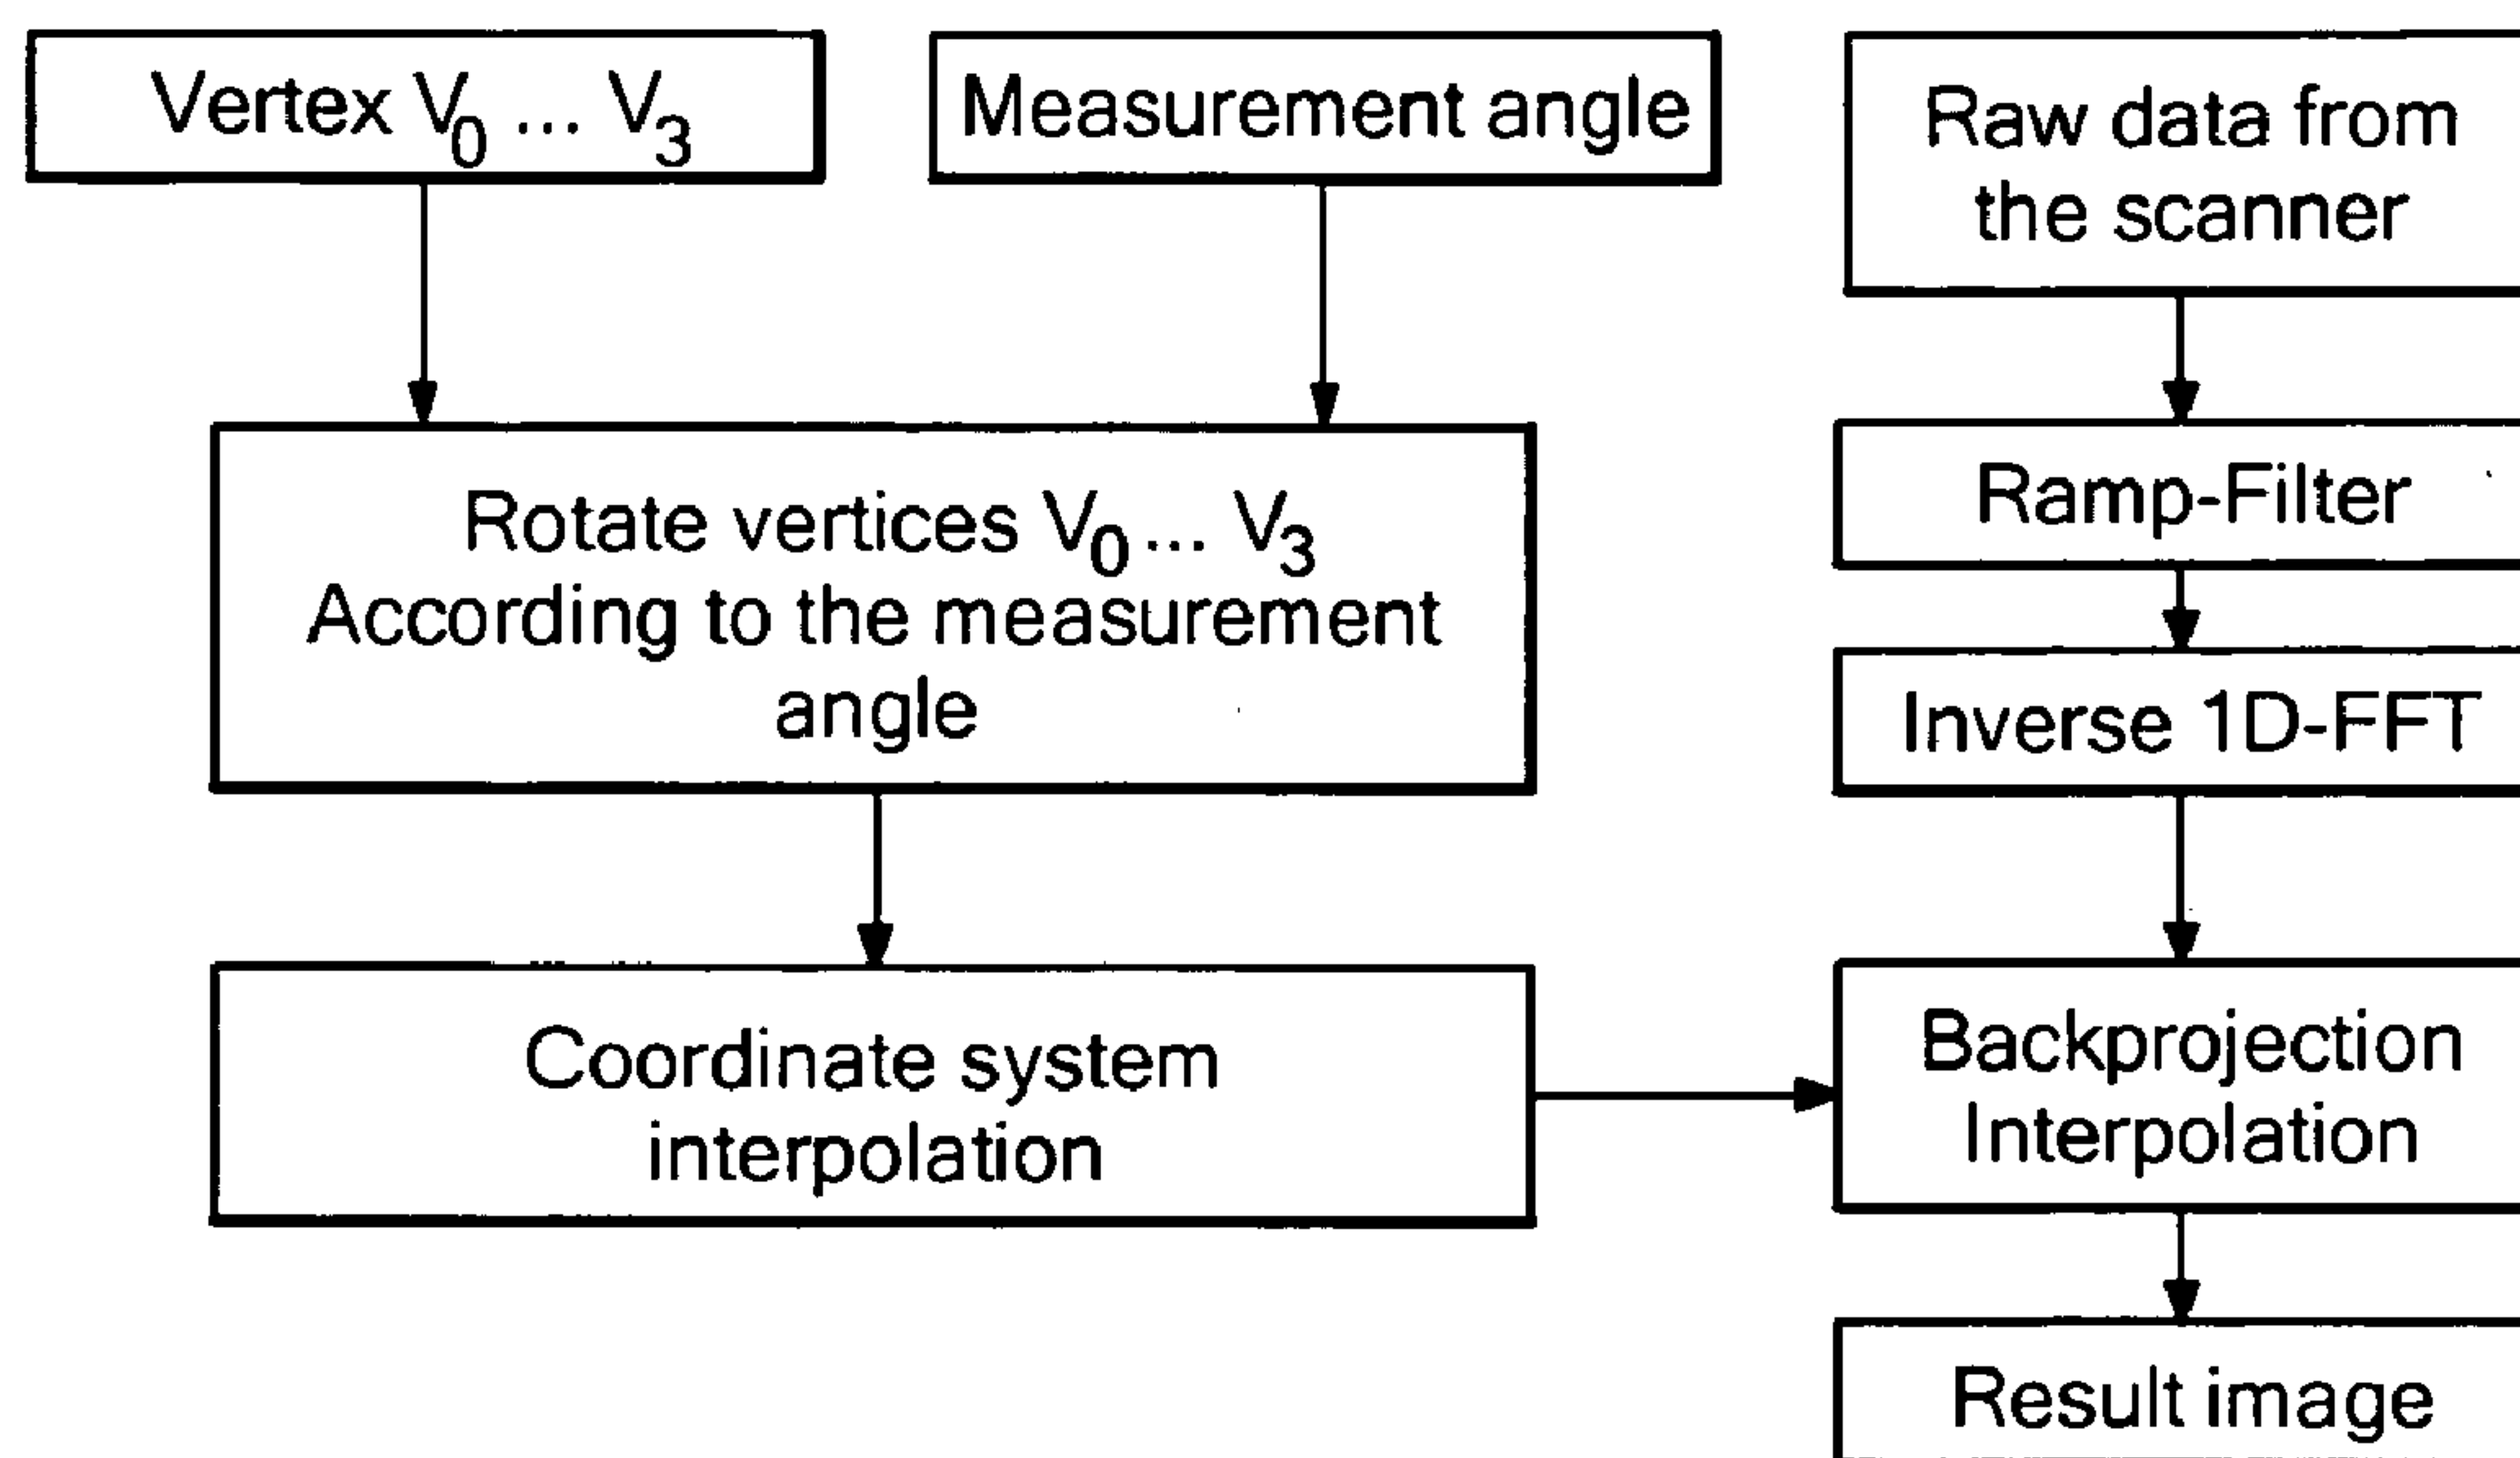 Vertex V0 ... V3
Measurement angle
Raw data from
the scanner
Rotate vertices V0 ... V3
According to the measurement
angle
Ramp-Filter
Inverse 1D-FFT
Coordinate system
interpolation
Backprojection
Interpolation
Result image